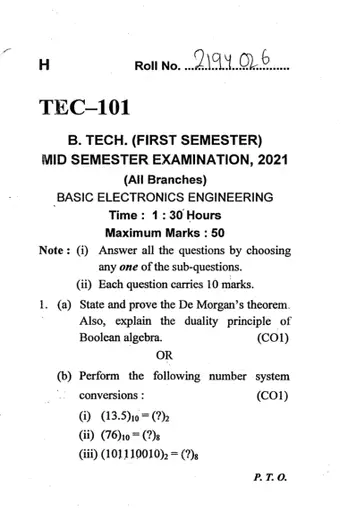 H Roll No. ...2194026...
TEC–101
B. TECH. (FIRST SEMESTER)
MID SEMESTER EXAMINATION, 2021
(All Branches)
BASIC ELECTRONICS ENGINEERING
Time : 1 : 30 Hours
Maximum Marks : 50
Note : (i) Answer all the questions by choosing
any one of the sub-questions.
(ii) Each question carries 10 marks.
1. (a) State and prove the De Morgan's theorem.
Also, explain the duality principle of
Boolean algebra. (CO1)
OR
(b) Perform the following number system
conversions : (CO1)
(i) (13.5)₁₀ = (?)₂
(ii) (76)₁₀ = (?)₈
(iii) (101110010)₂ = (?)₈
P. T. O.